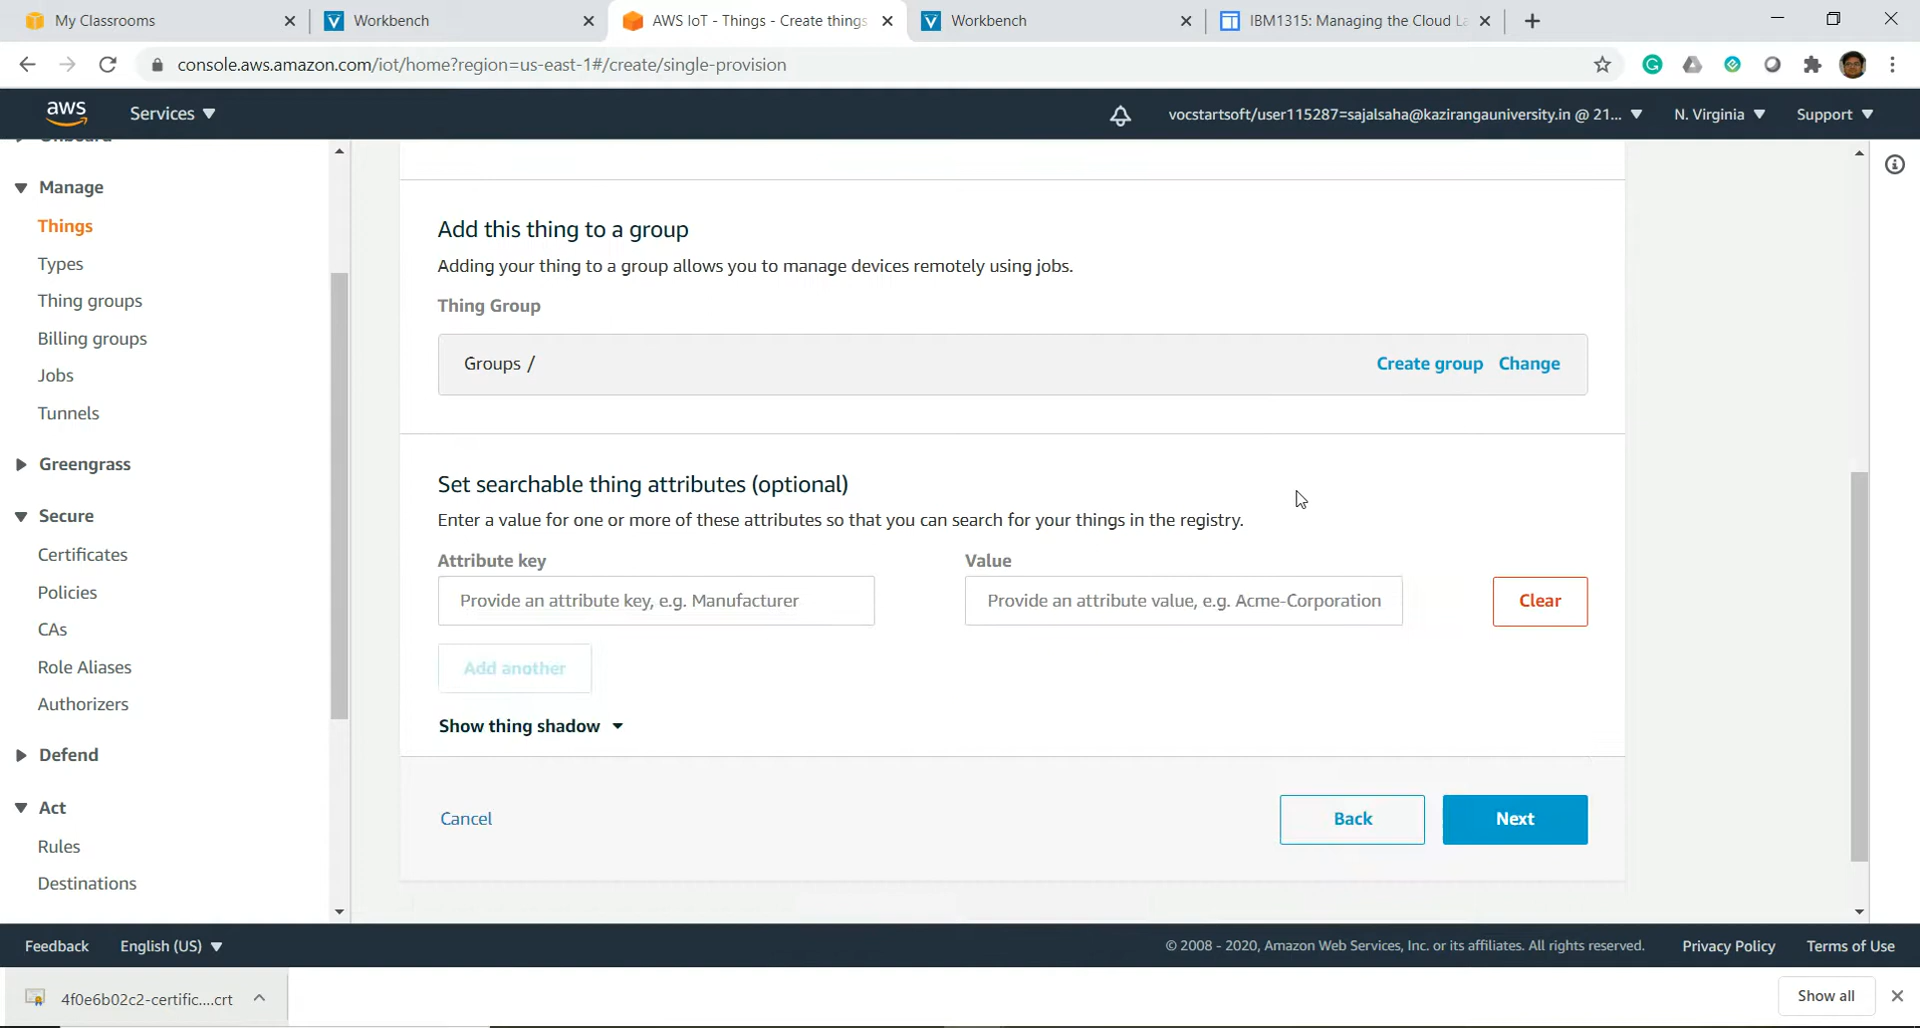 My Classrooms
Workbench
AWS IoT - Things - Create things
Workbench
IBM1315: Managing the Cloud La
console.aws.amazon.com/iot/home?region=us-east-1#/create/single-provision
aws
Services
vocstartsoft/user115287=sajalsaha@kazirangauniversity.in @ 21...
N. Virginia
Support
Onboard
Manage
Things
Types
Thing groups
Billing groups
Jobs
Tunnels
Greengrass
Secure
Certificates
Policies
CAs
Role Aliases
Authorizers
Defend
Act
Rules
Destinations
Add this thing to a group
Adding your thing to a group allows you to manage devices remotely using jobs.
Thing Group
Groups /
Create group
Change
Set searchable thing attributes (optional)
Enter a value for one or more of these attributes so that you can search for your things in the registry.
Attribute key
Value
Provide an attribute key, e.g. Manufacturer
Provide an attribute value, e.g. Acme-Corporation
Clear
Add another
Show thing shadow
Cancel
Back
Next
Feedback
English (US)
© 2008 - 2020, Amazon Web Services, Inc. or its affiliates. All rights reserved.
Privacy Policy
Terms of Use
4f0e6b02c2-certific....crt
Show all